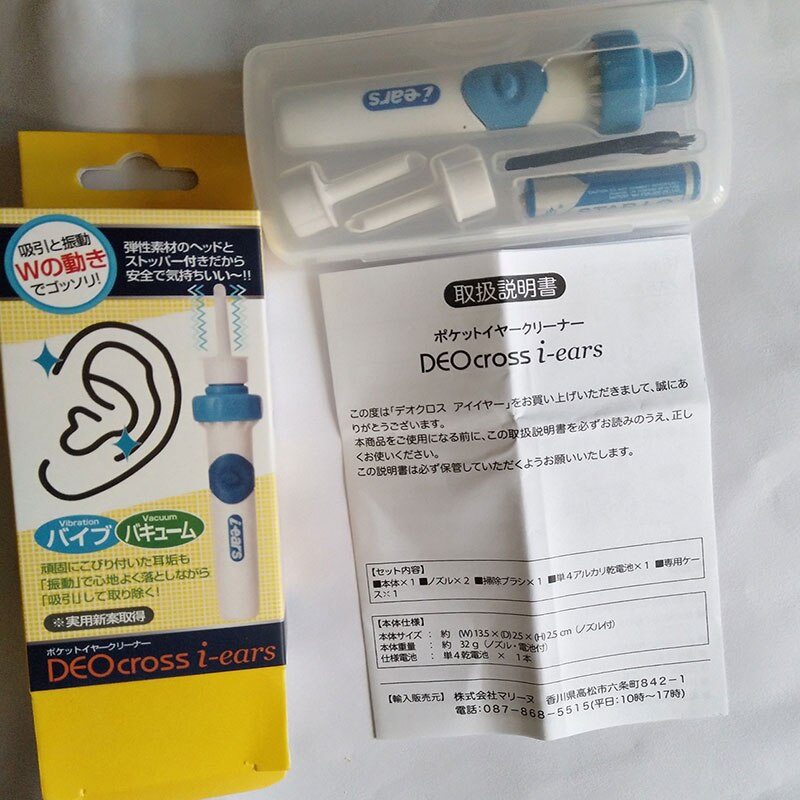 吸引と振動
Wの動き
でゴッソリ!
弾性素材のヘッドと
ストッパー付きだから
安全で気持ちいい〜!!
Vibration
バイブ
Vacuum
バキューム
i-ears
頑固にこびり付いた耳垢も
「振動」で心地よく落としながら
「吸引」して取り除く!
※実用新案取得
ポケットイヤークリーナー
DEOcross i-ears
i-ears
取扱説明書
ポケットイヤークリーナー
DEOcross i-ears
この度は「デオクロス アイイヤー」をお買い上げいただきまして、誠にあ
りがとうございます。
本商品をご使用になる前に、この取扱説明書を必ずお読みのうえ、正し
くお使いください。
この説明書は必ず保管していただくようお願いいたします。
【セット内容】
■本体×1 ■ノズル×2 ■掃除ブラシ×1 ■単4アルカリ乾電池×1 ■専用ケー
ス×1
【本体仕様】
本体サイズ : 約 (W)13.5×(D)2.5×(H)2.5cm(ノズル付)
本体重量 : 約 32g(ノズル・電池付)
仕様電池 : 単4乾電池 × 1本
【輸入販売元】 株式会社マリーヌ 香川県高松市六条町842-1
電話:087-868-5515(平日:10時〜17時)